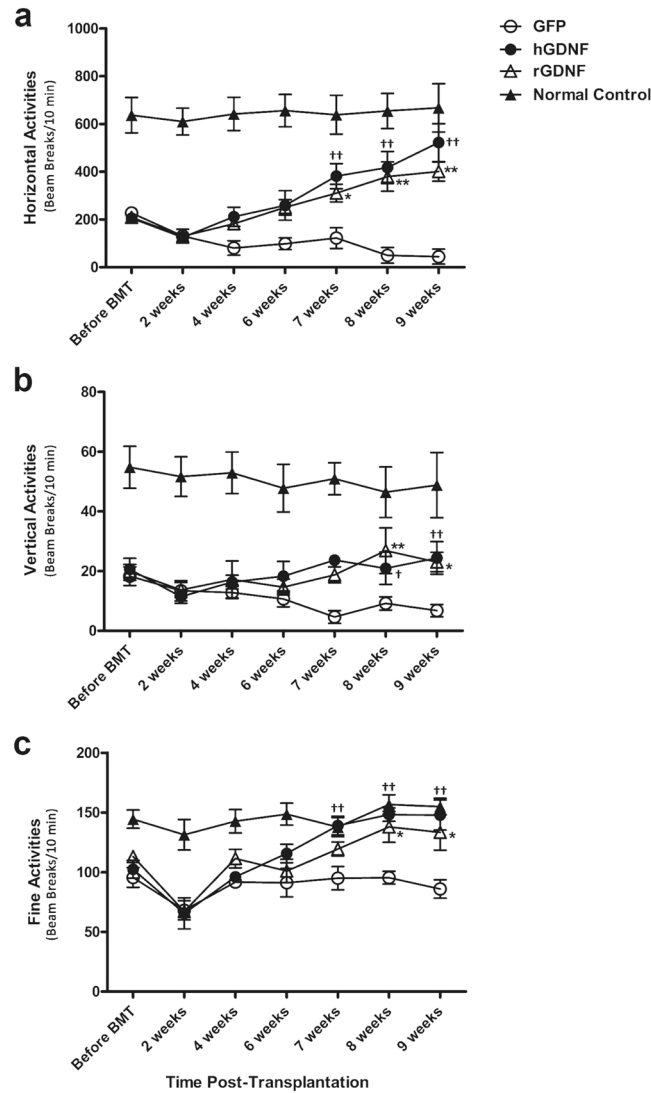 a
GFP
hGDNF
rGDNF
Normal Control
Horizontal Activities
(Beam Breaks/10 min)
1000
800
600
400
200
0
††
††
††
*
**
**
Before BMT
2 weeks
4 weeks
6 weeks
7 weeks
8 weeks
9 weeks
b
Vertical Activities
(Beam Breaks/10 min)
80
60
40
20
0
**
†
††
*
Before BMT
2 weeks
4 weeks
6 weeks
7 weeks
8 weeks
9 weeks
c
Fine Activities
(Beam Breaks/10 min)
200
150
100
50
0
††
††
††
*
*
Before BMT
2 weeks
4 weeks
6 weeks
7 weeks
8 weeks
9 weeks
Time Post-Transplantation